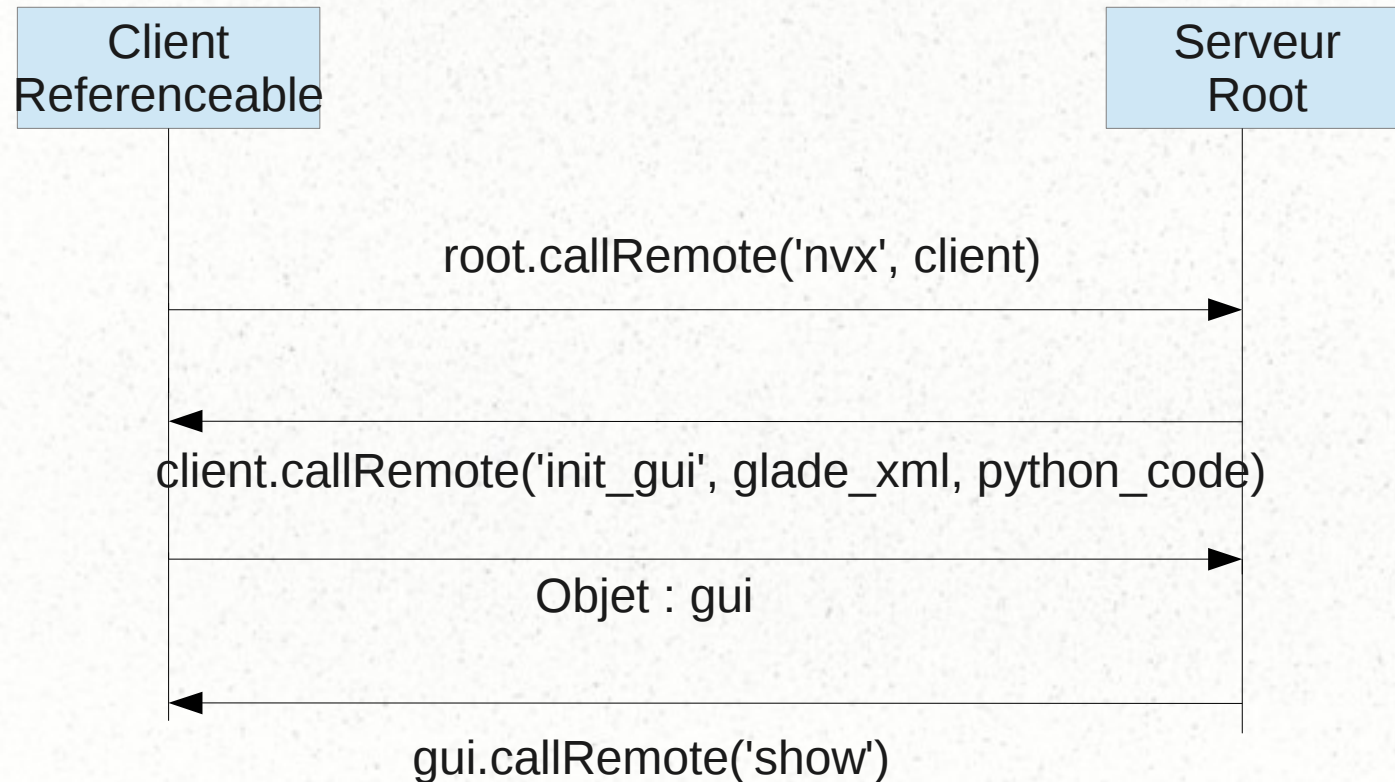 Client
Referenceable
Serveur
Root
root.callRemote('nvx', client)
client.callRemote('init_gui', glade_xml, python_code)
Objet : gui
gui.callRemote('show')